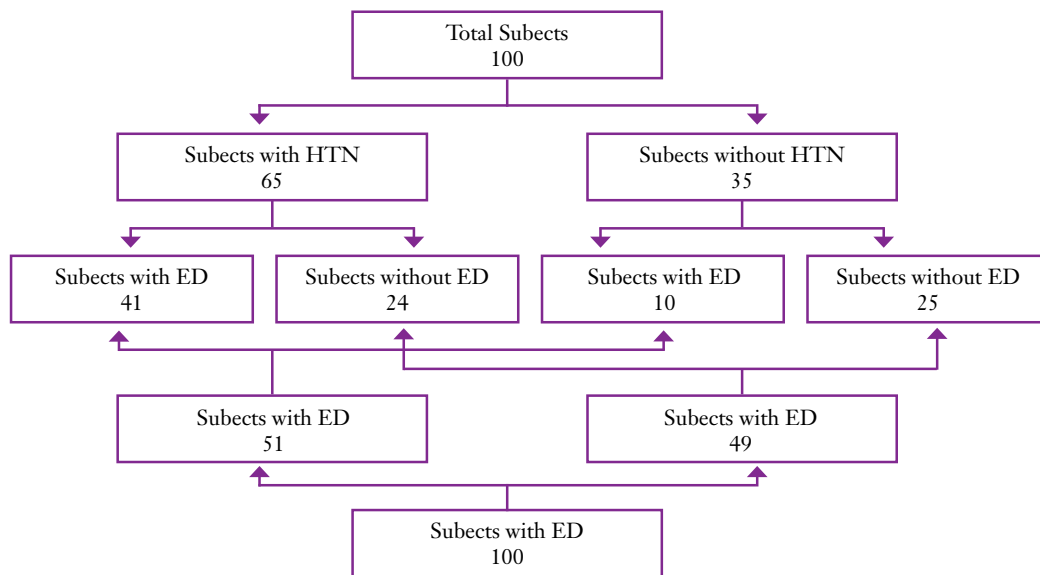 Total Subects
100
Subects with HTN
65
Subects without HTN
35
Subects with ED
41
Subects without ED
24
Subects with ED
10
Subects without ED
25
Subects with ED
51
Subects with ED
49
Subects with ED
100